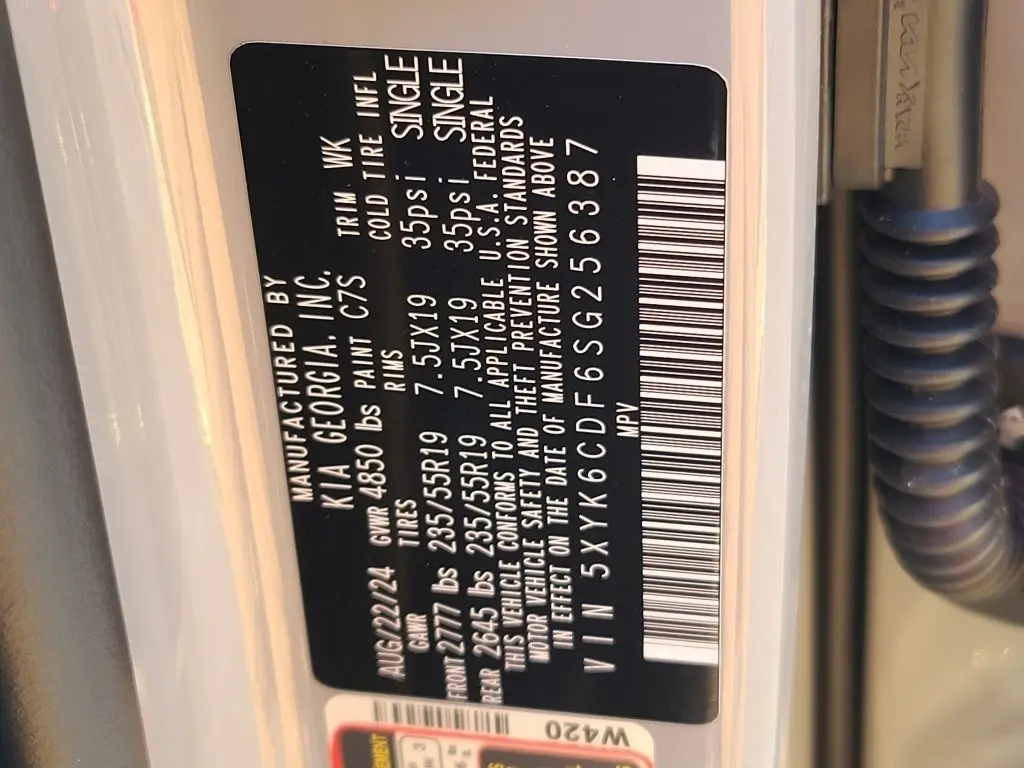 MANUFACTURED BY
KIA GEORGIA, INC.
AUG/22/24 GVWR 4850 lbs PAINT C7S TRIM WK
GAWR TIRES RIMS COLD TIRE INFL
FRONT 2777 lbs 235/55R19 7.5JX19 35psi SINGLE
REAR 2645 lbs 235/55R19 7.5JX19 35psi SINGLE
THIS VEHICLE CONFORMS TO ALL APPLICABLE U.S.A. FEDERAL
MOTOR VEHICLE SAFETY AND THEFT PREVENTION STANDARDS
IN EFFECT ON THE DATE OF MANUFACTURE SHOWN ABOVE
VIN 5XYK6CDF6SG256387
MPV
W420